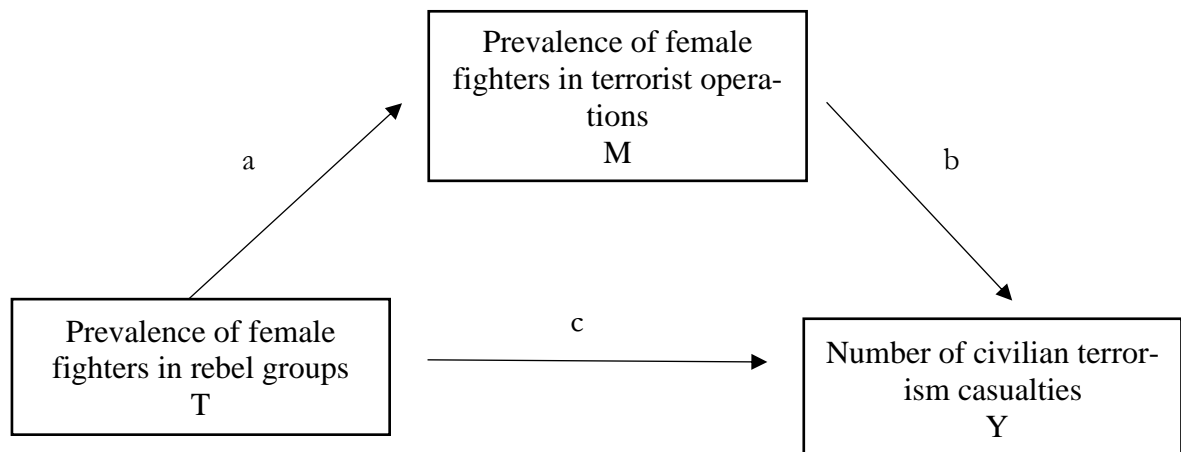 Prevalence of female
fighters in terrorist opera-
tions
M
a
b
Prevalence of female
fighters in rebel groups
T
c
Number of civilian terror-
ism casualties
Y